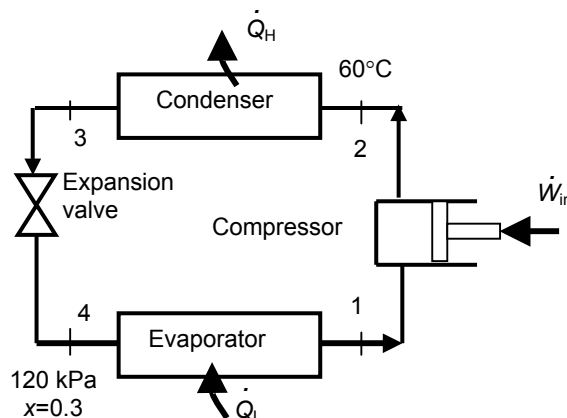 Q̇H
60°C
Condenser
3
2
Expansion
valve
Ẇin
Compressor
4
1
Evaporator
120 kPa
x=0.3
Q̇L